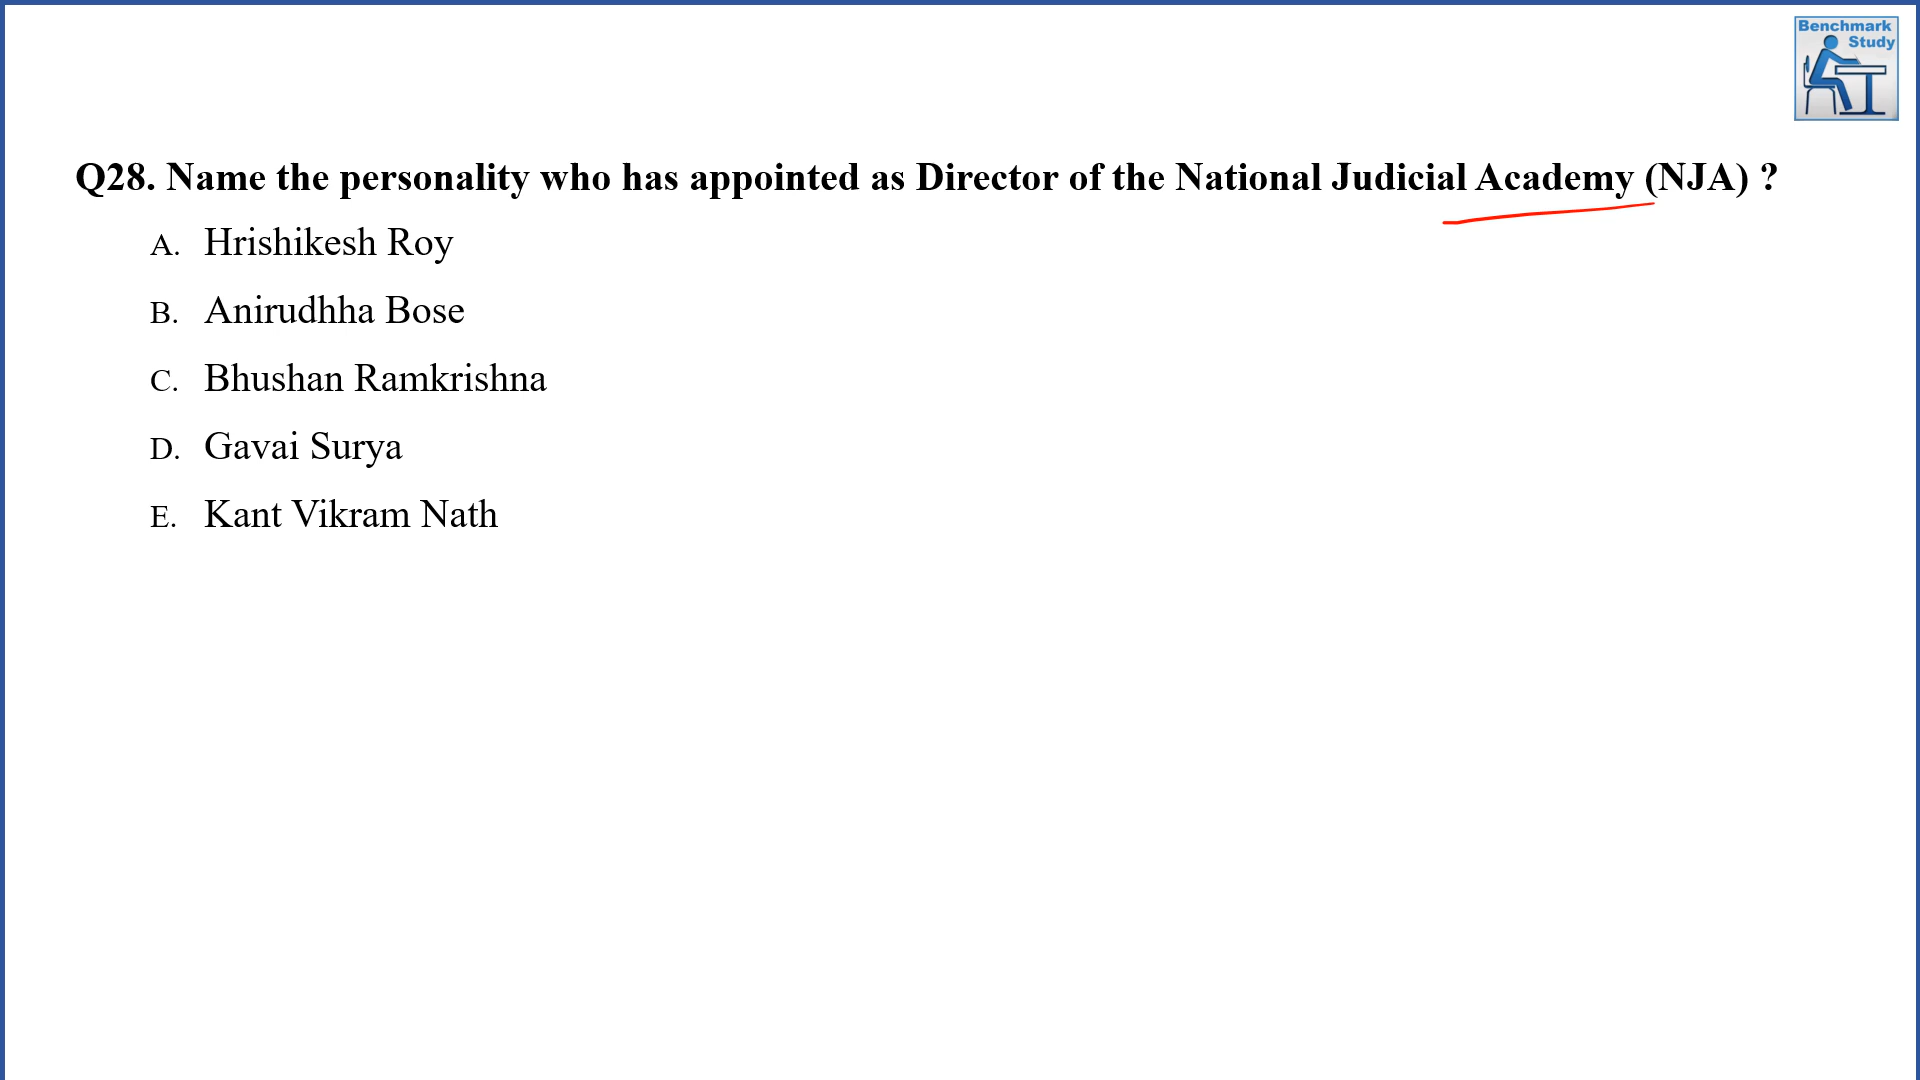 Benchmark
Study
Q28. Name the personality who has appointed as Director of the National Judicial Academy (NJA) ?
A. Hrishikesh Roy
B. Anirudhha Bose
C. Bhushan Ramkrishna
D. Gavai Surya
E. Kant Vikram Nath